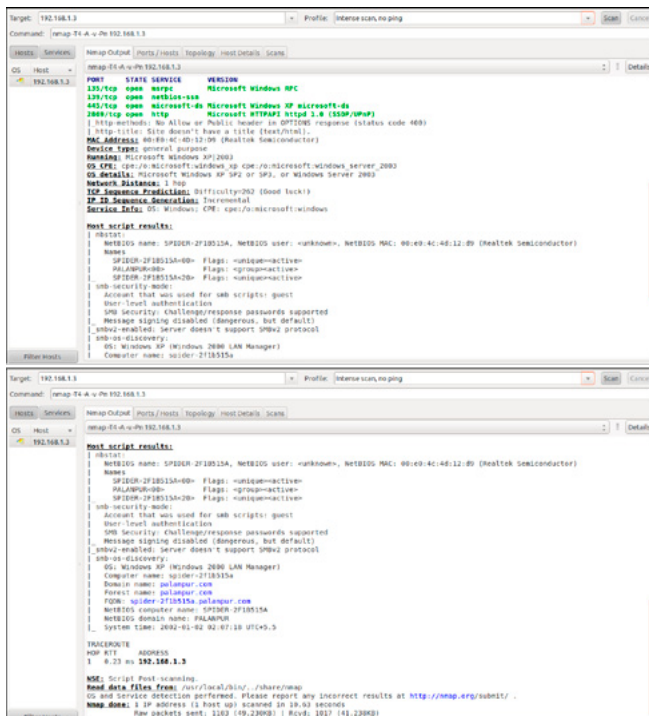 Target: 192.168.1.3 Profile: Intense scan, no ping Scan Cance
Command: nmap -T4 -A -v -Pn 192.168.1.3
Hosts Services Nmap Output Ports / Hosts Topology Host Details Scans
OS Host nmap -T4 -A -v -Pn 192.168.1.3 Details
192.168.1.3
PORT STATE SERVICE VERSION
135/tcp open msrpc Microsoft Windows RPC
139/tcp open netbios-ssn
445/tcp open microsoft-ds Microsoft Windows XP microsoft-ds
2869/tcp open http Microsoft HTTPAPI httpd 1.0 (SSDP/UPnP)
|_http-methods: No Allow or Public header in OPTIONS response (status code 400)
|_http-title: Site doesn't have a title (text/html).
MAC Address: 00:E0:4C:4D:12:D9 (Realtek Semiconductor)
Device type: general purpose
Running: Microsoft Windows XP|2003
OS CPE: cpe:/o:microsoft:windows_xp cpe:/o:microsoft:windows_server_2003
OS details: Microsoft Windows XP SP2 or SP3, or Windows Server 2003
Network Distance: 1 hop
TCP Sequence Prediction: Difficulty=262 (Good luck!)
IP ID Sequence Generation: Incremental
Service Info: OS: Windows; CPE: cpe:/o:microsoft:windows
Host script results:
| nbstat:
| NetBIOS name: SPIDER-2F1B515A, NetBIOS user: <unknown>, NetBIOS MAC: 00:e0:4c:4d:12:d9 (Realtek Semiconductor)
| Names
| SPIDER-2F1B515A<00> Flags: <unique><active>
| PALANPUR<00> Flags: <group><active>
|_ SPIDER-2F1B515A<20> Flags: <unique><active>
| smb-security-mode:
| Account that was used for smb scripts: guest
| User-level authentication
| SMB Security: Challenge/response passwords supported
|_ Message signing disabled (dangerous, but default)
|_smbv2-enabled: Server doesn't support SMBv2 protocol
| smb-os-discovery:
| OS: Windows XP (Windows 2000 LAN Manager)
| Computer name: spider-2f1b515a
Filter Hosts
Target: 192.168.1.3 Profile: Intense scan, no ping Scan Cance
Command: nmap -T4 -A -v -Pn 192.168.1.3
Hosts Services Nmap Output Ports / Hosts Topology Host Details Scans
OS Host nmap -T4 -A -v -Pn 192.168.1.3 Details
192.168.1.3
Host script results:
| nbstat:
| NetBIOS name: SPIDER-2F1B515A, NetBIOS user: <unknown>, NetBIOS MAC: 00:e0:4c:4d:12:d9 (Realtek Semiconductor)
| Names
| SPIDER-2F1B515A<00> Flags: <unique><active>
| PALANPUR<00> Flags: <group><active>
|_ SPIDER-2F1B515A<20> Flags: <unique><active>
| smb-security-mode:
| Account that was used for smb scripts: guest
| User-level authentication
| SMB Security: Challenge/response passwords supported
|_ Message signing disabled (dangerous, but default)
|_smbv2-enabled: Server doesn't support SMBv2 protocol
| smb-os-discovery:
| OS: Windows XP (Windows 2000 LAN Manager)
| Computer name: spider-2f1b515a
| Domain name: palanpur.com
| Forest name: palanpur.com
| FQDN: spider-2f1b515a.palanpur.com
| NetBIOS computer name: SPIDER-2F1B515A
| NetBIOS domain name: PALANPUR
|_ System time: 2002-01-02 02:07:18 UTC+5.5
TRACEROUTE
HOP RTT ADDRESS
1 0.23 ms 192.168.1.3
NSE: Script Post-scanning.
Read data files from: /usr/local/bin/../share/nmap
OS and Service detection performed. Please report any incorrect results at http://nmap.org/submit/ .
Nmap done: 1 IP address (1 host up) scanned in 10.63 seconds
Raw packets sent: 1103 (49.230KB) | Rcvd: 1017 (41.238KB)